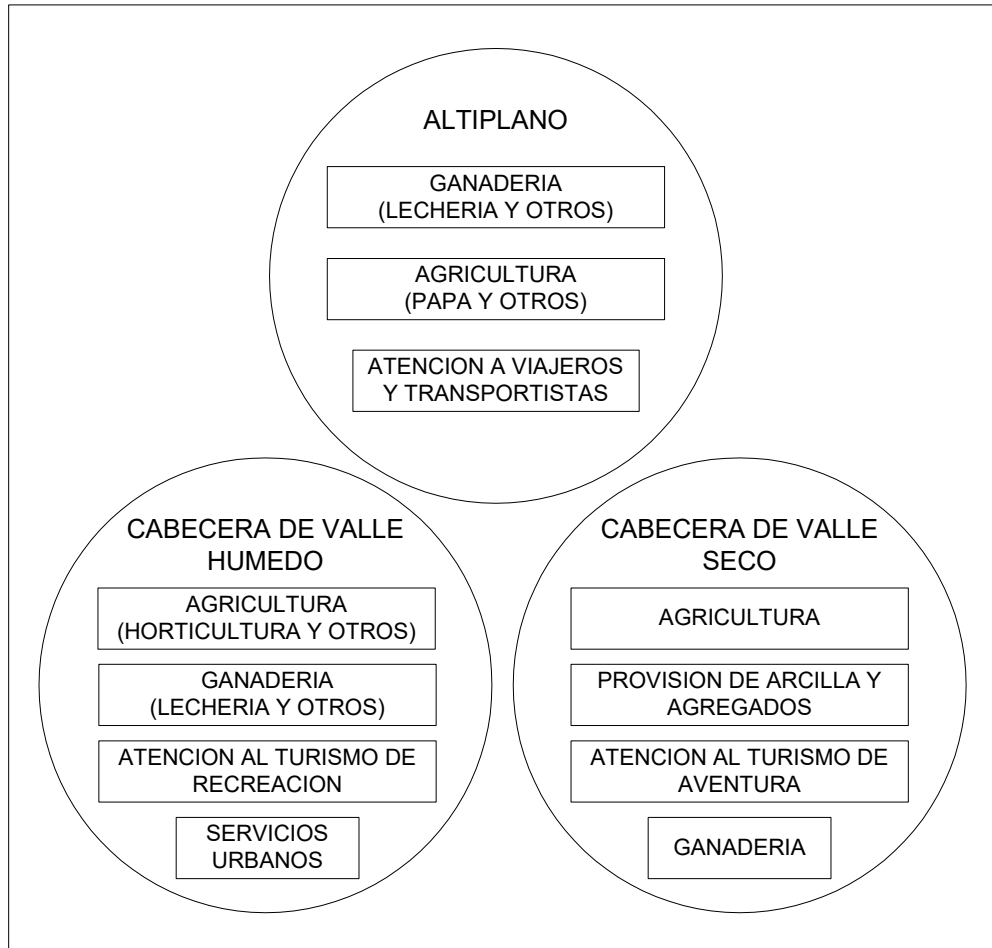 ALTIPLANO
GANADERIA
(LECHERIA Y OTROS)
AGRICULTURA
(PAPA Y OTROS)
ATENCION A VIAJEROS
Y TRANSPORTISTAS
CABECERA DE VALLE
HUMEDO
AGRICULTURA
(HORTICULTURA Y OTROS)
GANADERIA
(LECHERIA Y OTROS)
ATENCION AL TURISMO DE
RECREACION
SERVICIOS
URBANOS
CABECERA DE VALLE
SECO
AGRICULTURA
PROVISION DE ARCILLA Y
AGREGADOS
ATENCION AL TURISMO DE
AVENTURA
GANADERIA